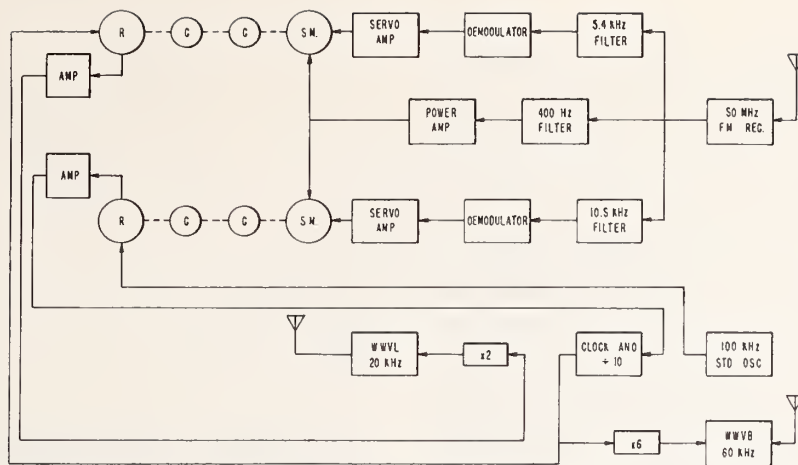 R
G
G
S.M.
SERVO
AMP
DEMODULATOR
5.4 KHz
FILTER
AMP
POWER
AMP
400 Hz
FILTER
50 MHz
FM REC.
AMP
R
G
G
S.M.
SERVO
AMP
DEMODULATOR
10.5 KHz
FILTER
WWVL
20 KHz
x2
CLOCK AND
÷ 10
100 KHz
STD OSC
x6
WWVB
60 KHz